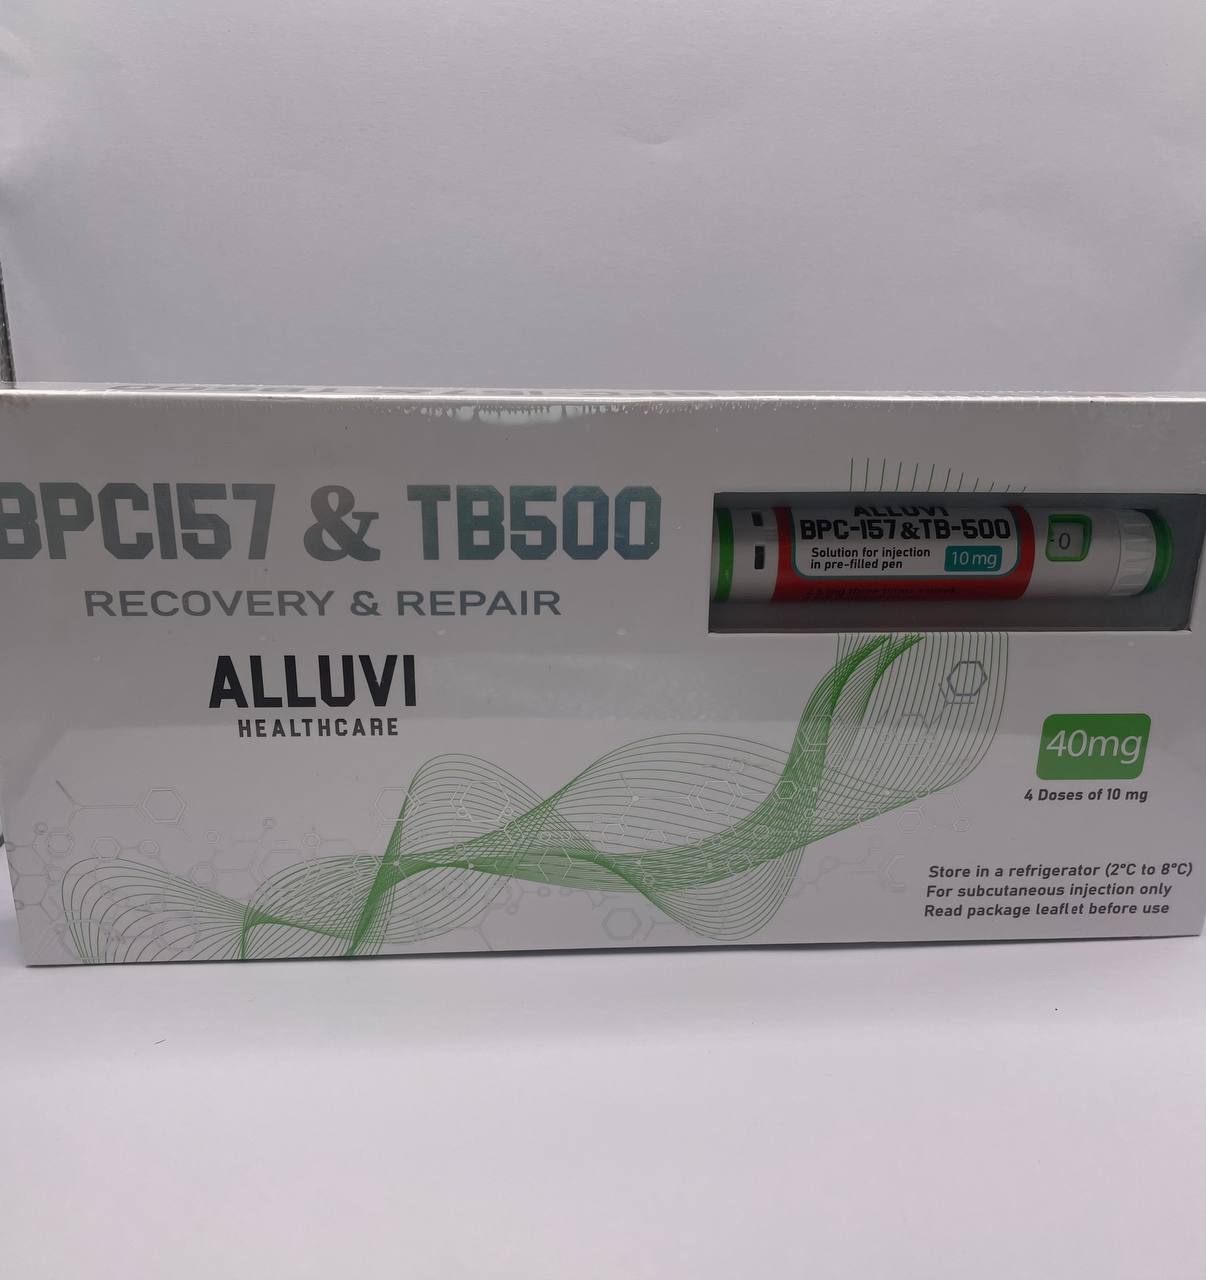 BPC157 & TB500
RECOVERY & REPAIR
ALLUVI
HEALTHCARE
ALLUVI
BPC-157&TB-500
Solution for injection
in pre-filled pen
10 mg
0
40mg
4 Doses of 10 mg
Store in a refrigerator (2°C to 8°C)
For subcutaneous injection only
Read package leaflet before use